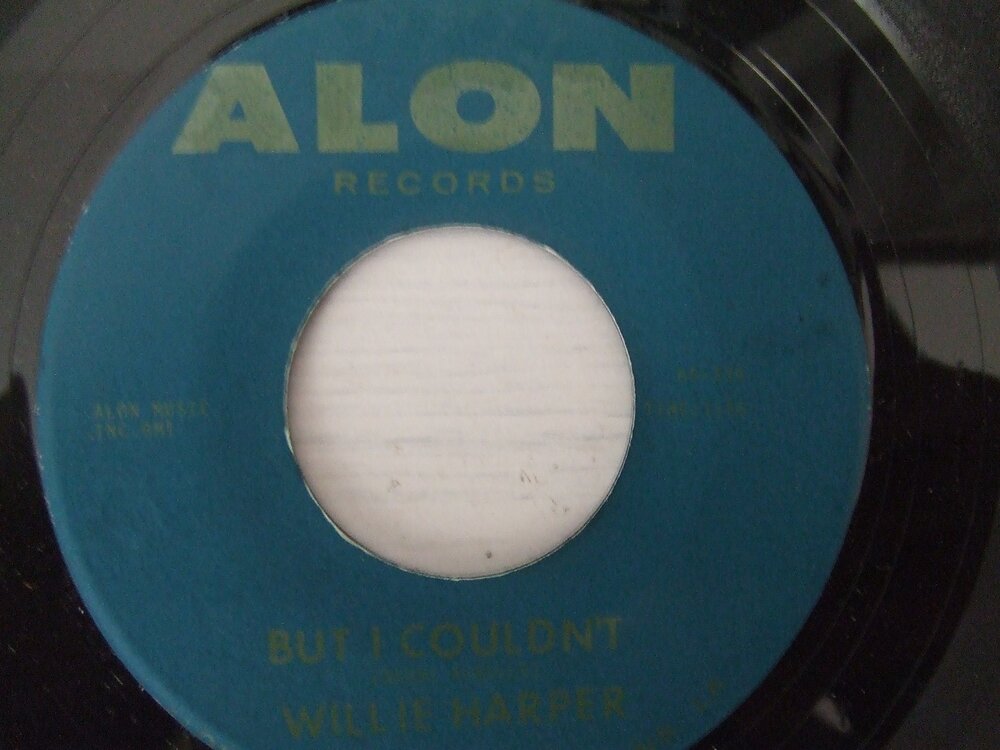 ALON
RECORDS
ALON MUSIC
INC. BMI
BUT I COULDN'T
WILLIE HARPER